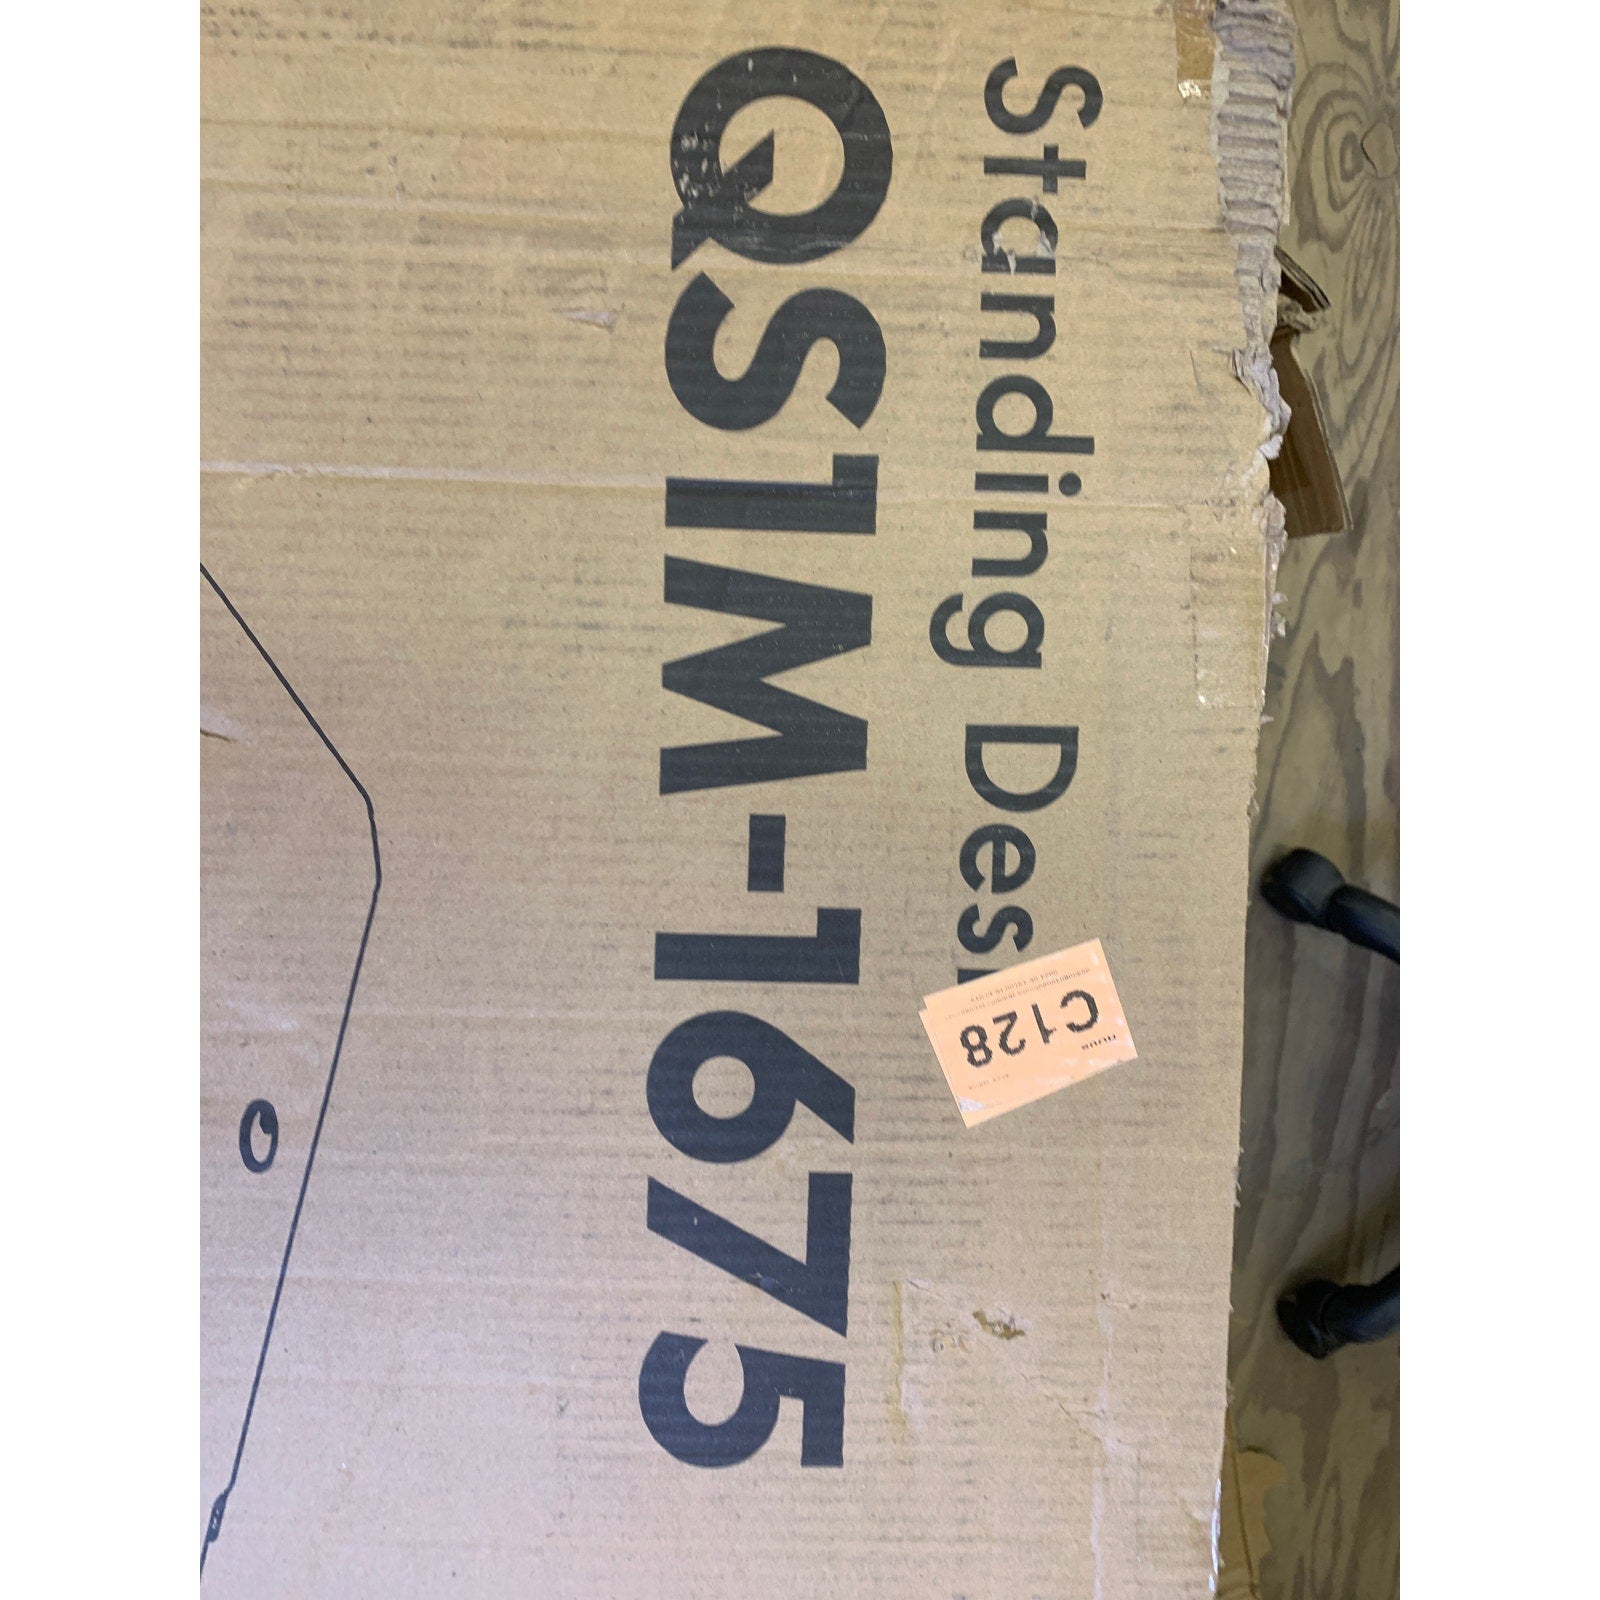 Standing Des
QS1M-1675
C128